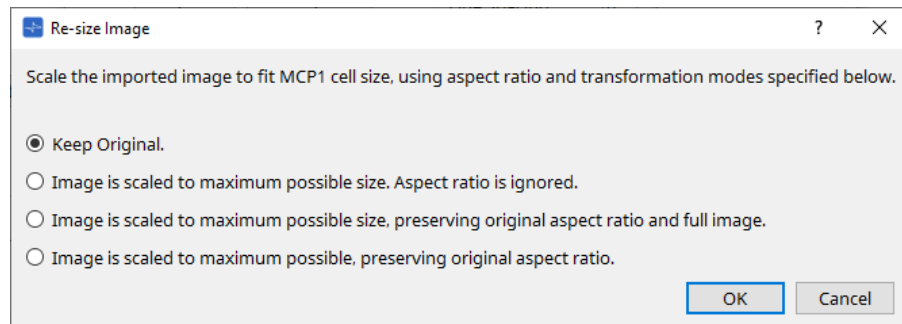 Re-size Image
?
Scale the imported image to fit MCP1 cell size, using aspect ratio and transformation modes specified below.
Keep Original.
Image is scaled to maximum possible size. Aspect ratio is ignored.
Image is scaled to maximum possible size, preserving original aspect ratio and full image.
Image is scaled to maximum possible, preserving original aspect ratio.
OK
Cancel